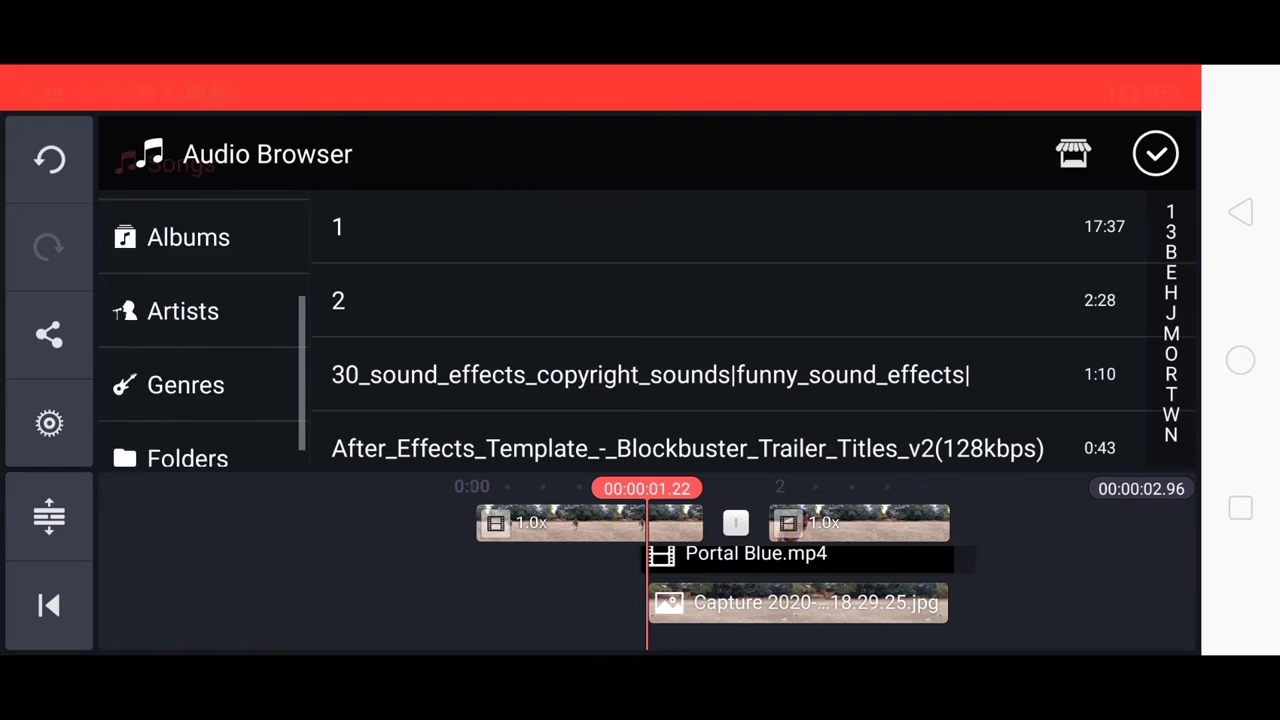 Songs
Audio Browser
Albums
Artists
Genres
Folders
1 17:37
2 2:28
30_sound_effects_copyright_sounds|funny_sound_effects| 1:10
After_Effects_Template_-_Blockbuster_Trailer_Titles_v2(128kbps) 0:43
1
3
B
E
H
J
M
O
R
T
W
N
0:00
00:00:01.22
2
00:00:02.96
1.0x
1.0x
Portal Blue.mp4
Capture 2020-...18.29.25.jpg